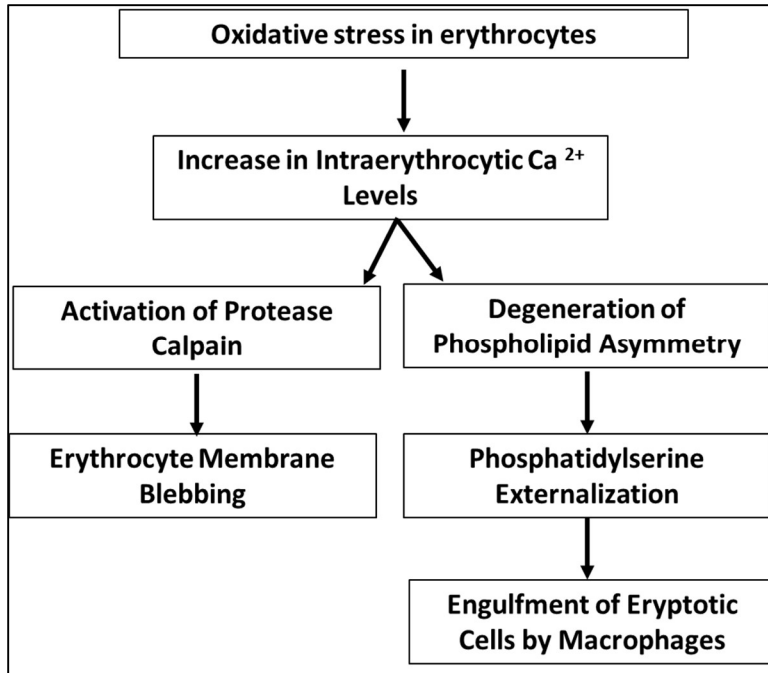 Oxidative stress in erythrocytes
Increase in Intraerythrocytic Ca 2+
Levels
Activation of Protease
Calpain
Degeneration of
Phospholipid Asymmetry
Erythrocyte Membrane
Blebbing
Phosphatidylserine
Externalization
Engulfment of Eryptotic
Cells by Macrophages